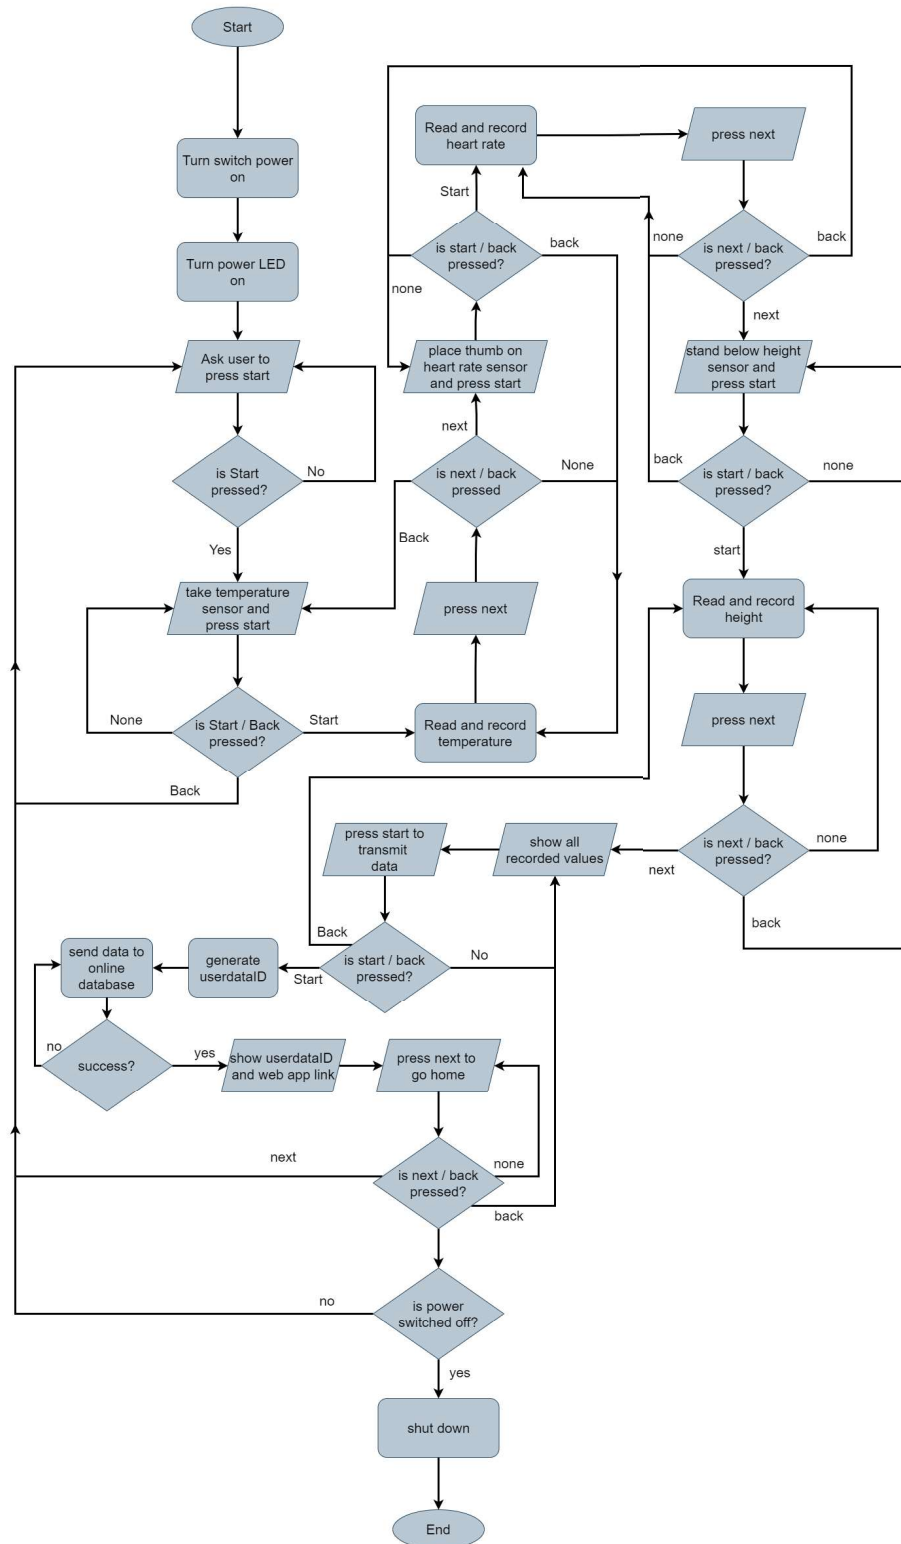 Start
Turn switch power
on
Turn power LED
on
Ask user to
press start
is Start
pressed?
No
Yes
take temperature
sensor and
press start
is Start / Back
pressed?
None
Start
Back
Read and record
temperature
press next
is next / back
pressed
Back
None
next
place thumb on
heart rate sensor
and press start
is start / back
pressed?
none
back
Start
Read and record
heart rate
press next
is next / back
pressed?
none
back
next
stand below height
sensor and
press start
is start / back
pressed?
back
none
start
Read and record
height
press next
is next / back
pressed?
none
next
back
show all
recorded values
press start to
transmit
data
is start / back
pressed?
Back
No
Start
generate
userdataID
send data to
online
database
success?
no
yes
show userdataID
and web app link
press next to
go home
is next / back
pressed?
next
none
back
is power
switched off?
no
yes
shut down
End